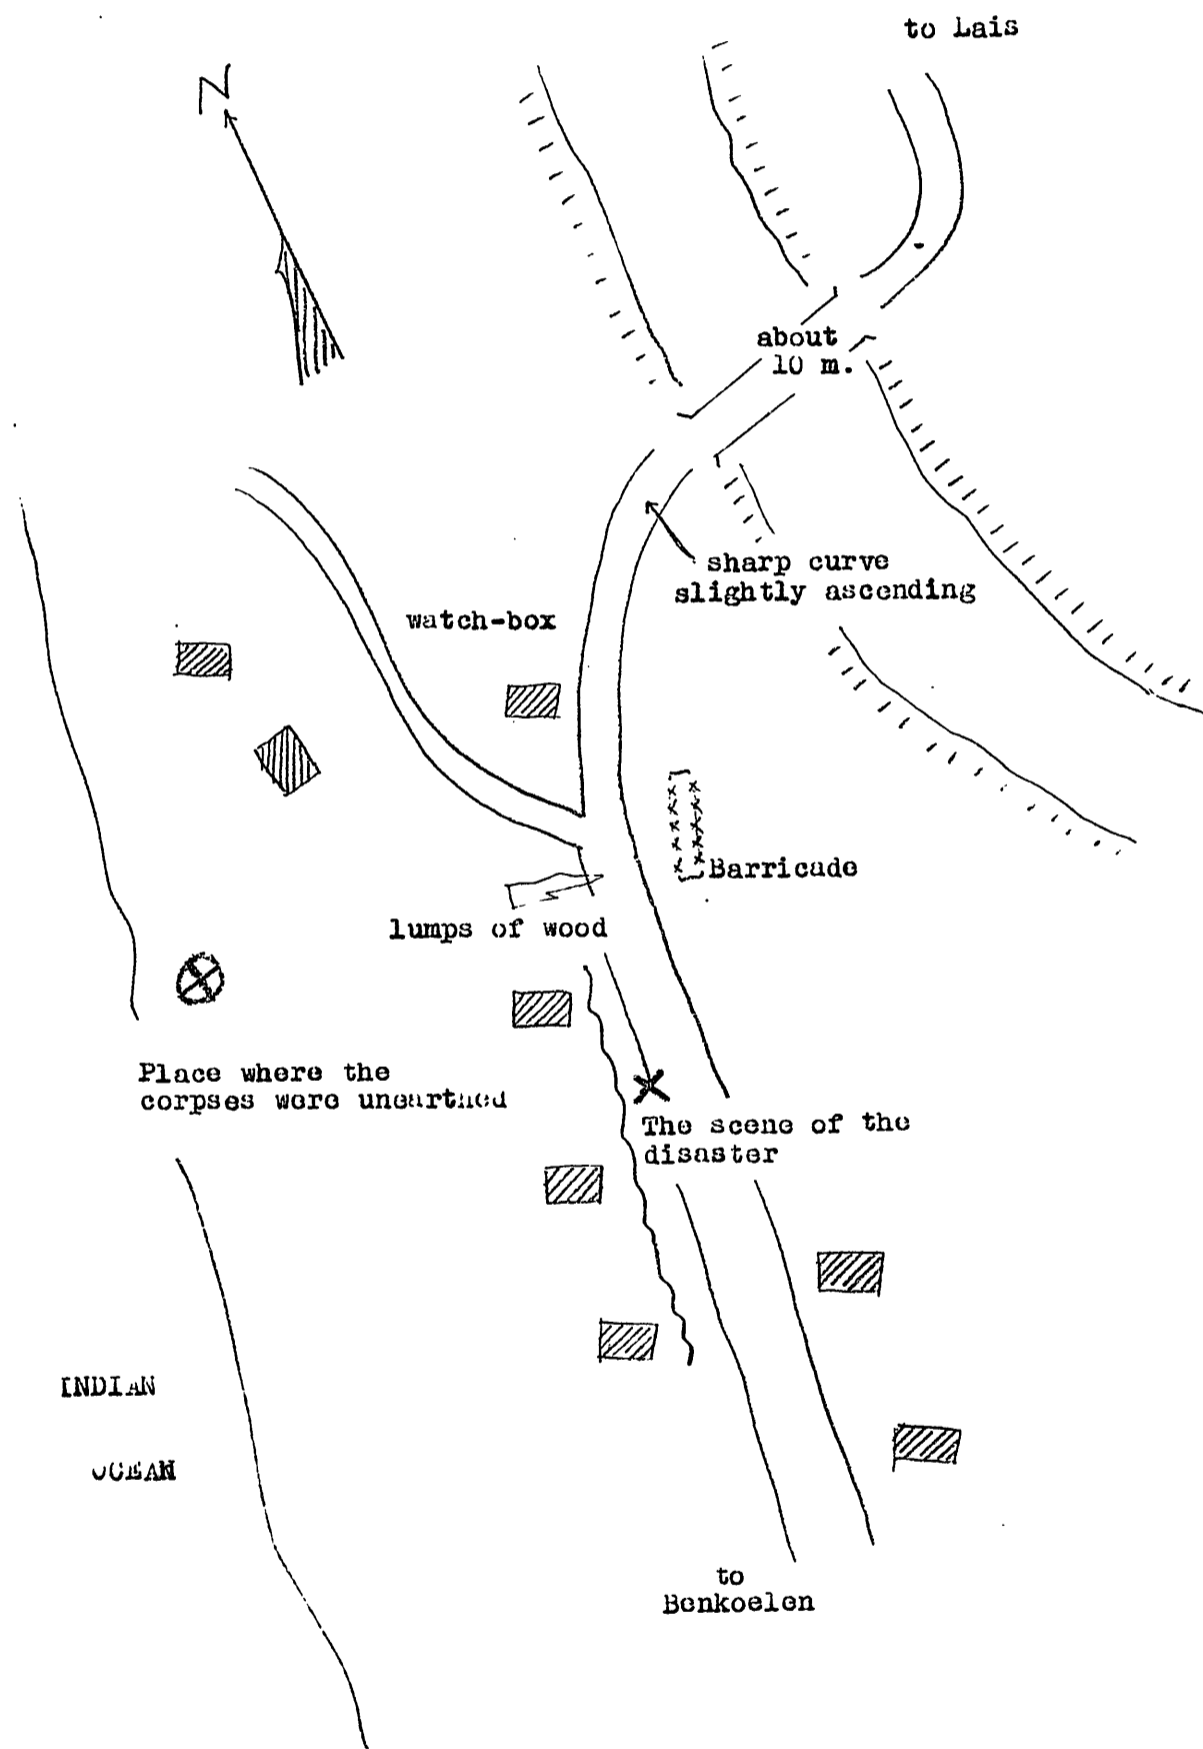 to Lais
N
about
10 m.
sharp curve
slightly ascending
watch-box
Barricade
lumps of wood
Place where the
corpses were unearthed
The scene of the
disaster
INDIAN
OCEAN
to
Benkoelen